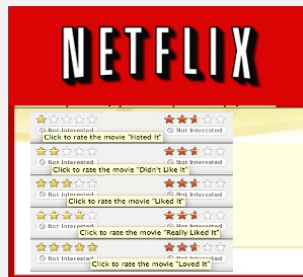 NETFLIX
Not Interested Not Interested
Click to rate the movie "Hated It"
Not Interested Not Interested
Click to rate the movie "Didn't Like It"
Not Interested Not Interested
Click to rate the movie "Liked It"
Not Interested Not Interested
Click to rate the movie "Really Liked It"
Not Interested Not Interested
Click to rate the movie "Loved It"